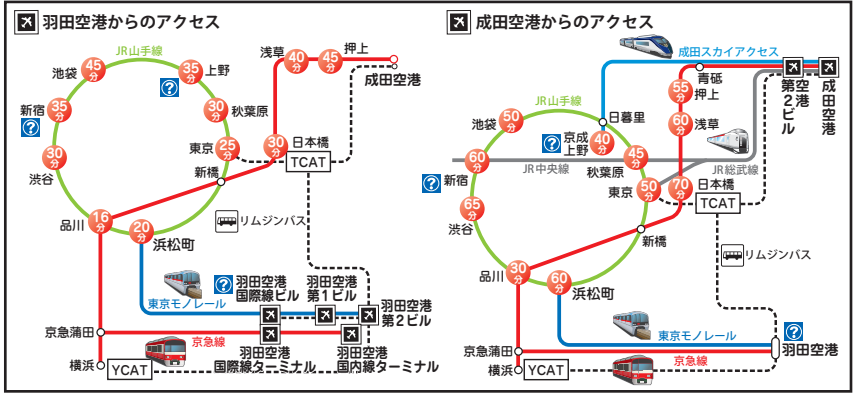 羽田空港からのアクセス
JR山手線
池袋
45分
35分
上野
新宿
35分
30分
秋葉原
渋谷
30分
東京
25分
新橋
品川
16分
20分
浜松町
浅草
40分
45分
押上
成田空港
30分
日本橋
TCAT
リムジンバス
羽田空港
国際線ビル
羽田空港
第1ビル
羽田空港
第2ビル
東京モノレール
京急蒲田
京急線
羽田空港
国際線ターミナル
羽田空港
国内線ターミナル
横浜
YCAT
成田空港からのアクセス
成田スカイアクセス
青砥
空港
第2ビル
成田空港
55分
押上
JR山手線
池袋
50分
日暮里
60分
浅草
40分
京成
上野
45分
秋葉原
新宿
60分
JR中央線
JR総武線
東京
50分
70分
日本橋
TCAT
渋谷
65分
新橋
リムジンバス
品川
30分
60分
浜松町
東京モノレール
羽田空港
京急蒲田
京急線
横浜
YCAT